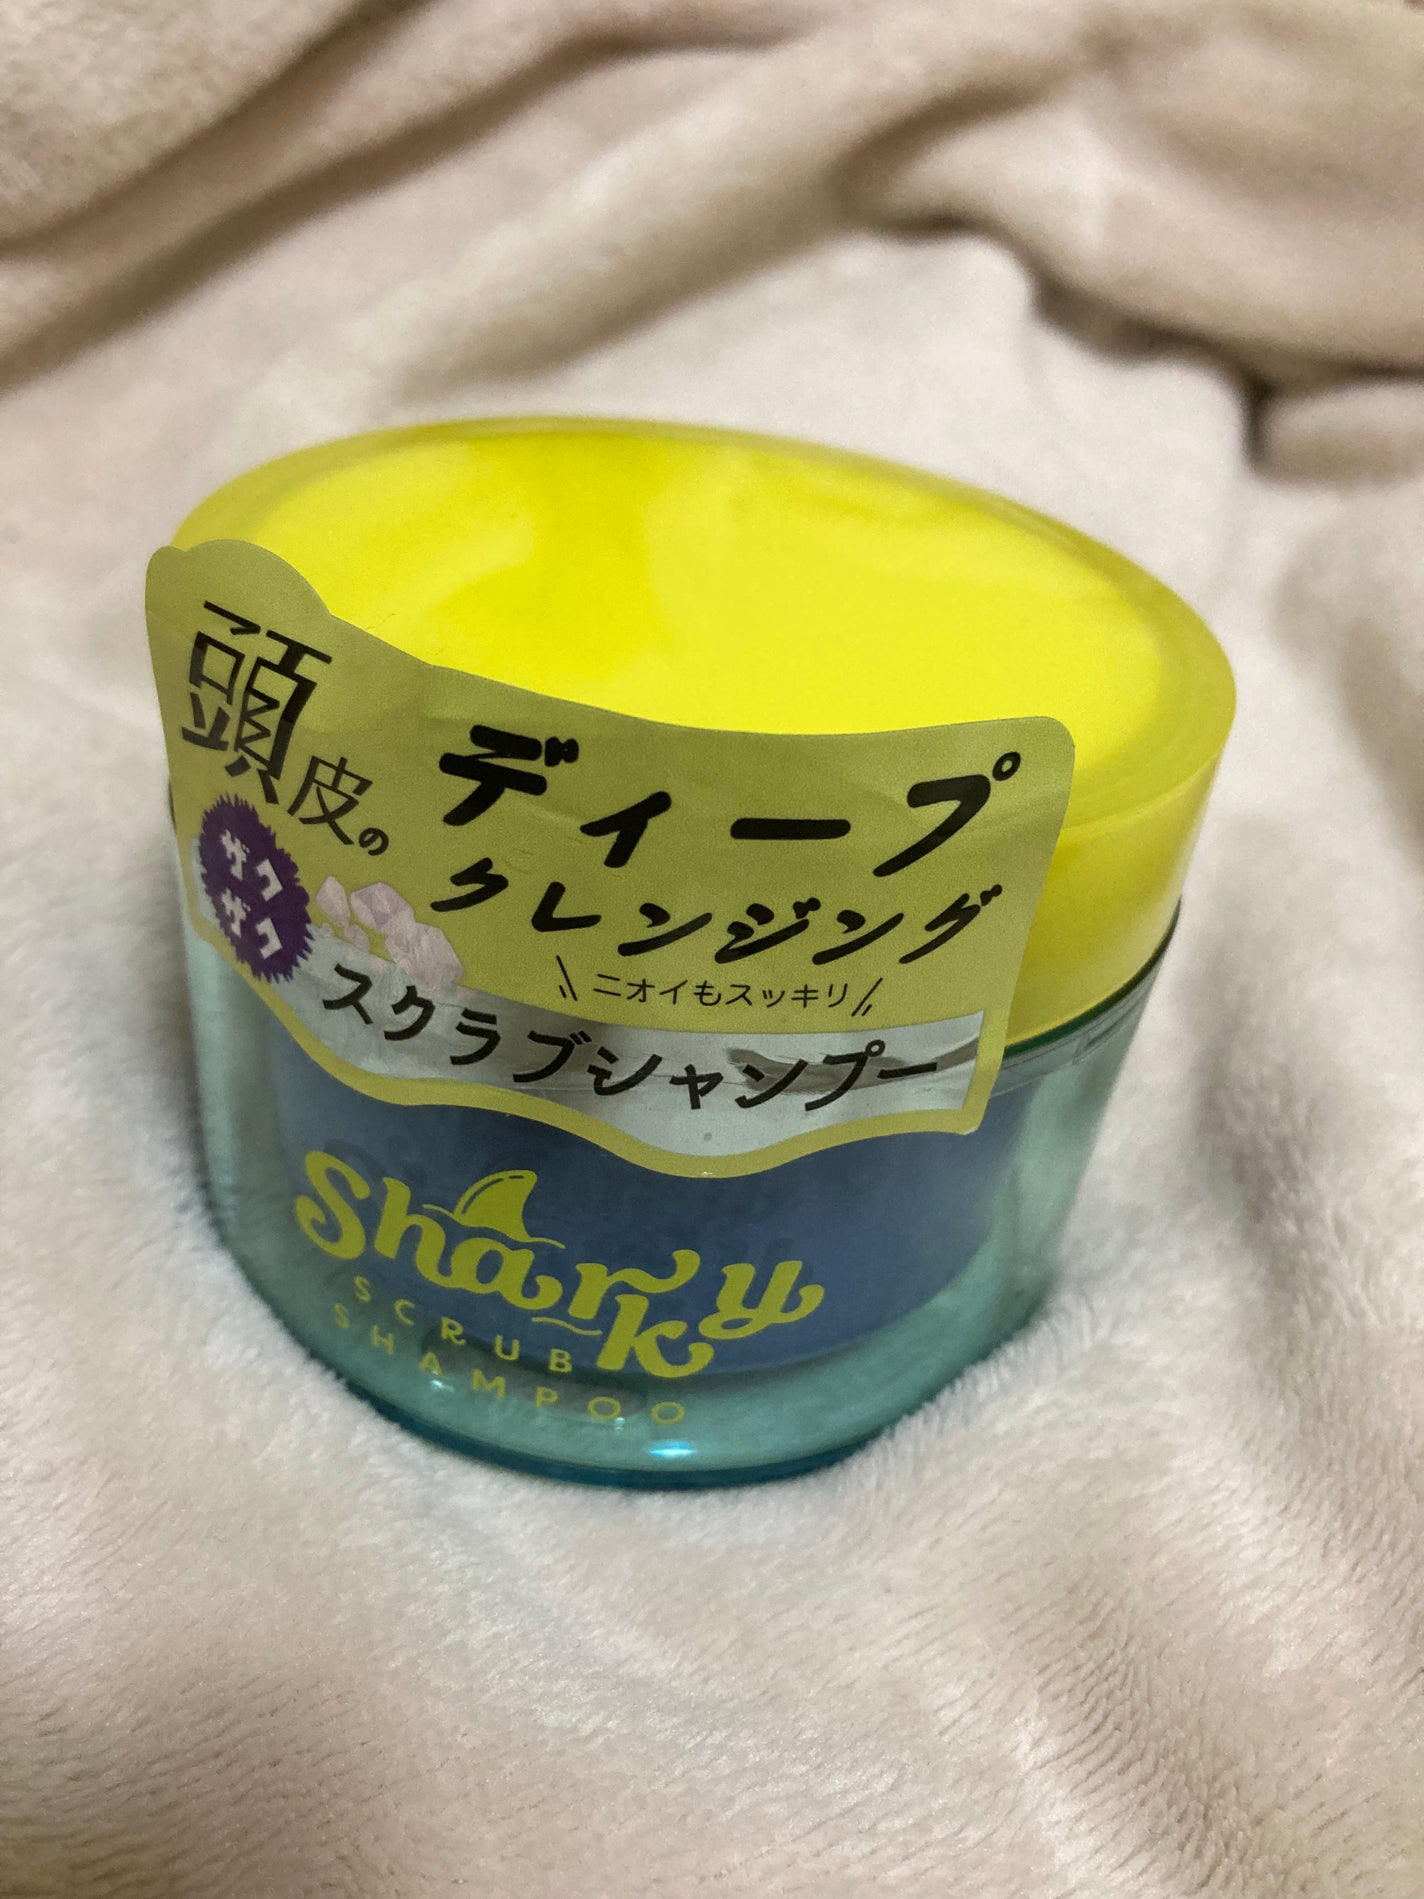 頭皮の
ディープ
クレンジング
ザク
ザク
\\ニオイもスッキリ//
スクラブシャンプー
Sharky
SCRUB
SHAMPOO